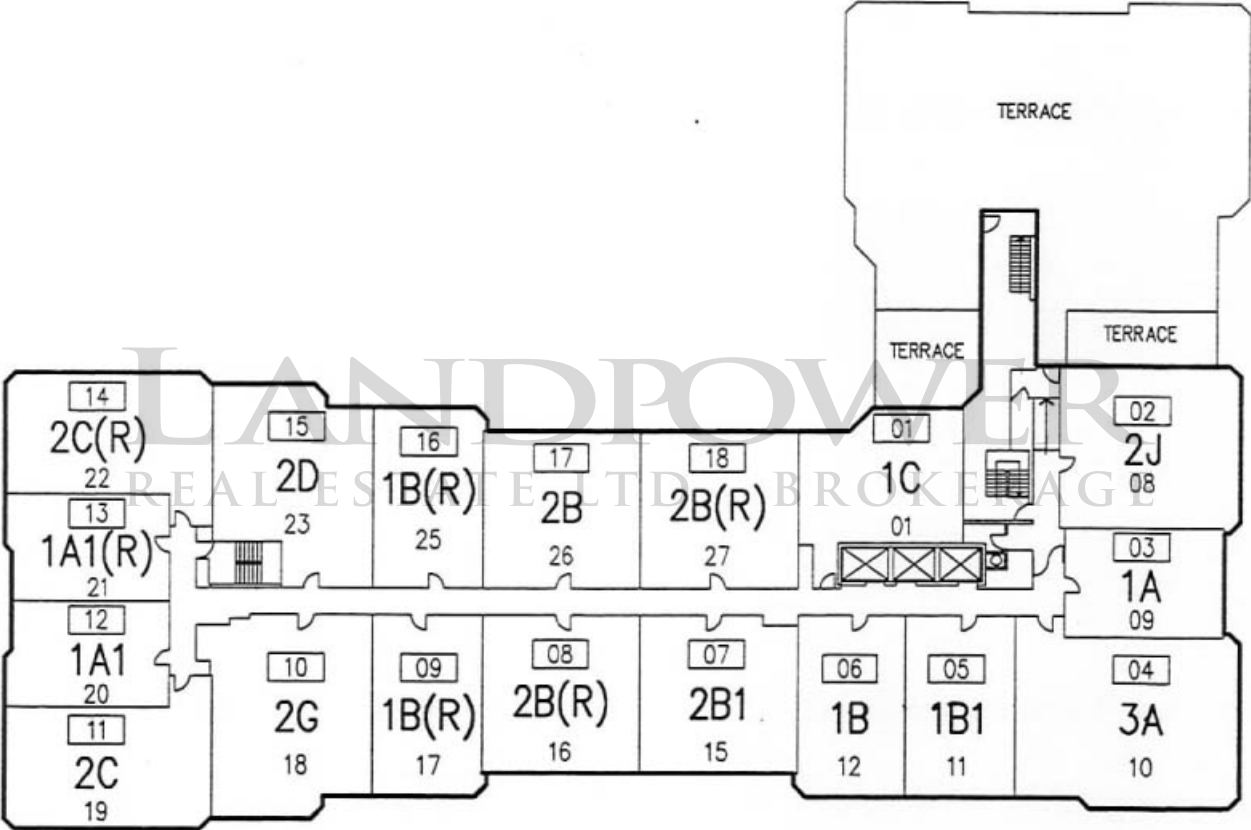 TERRACE
TERRACE
TERRACE
LANDPOWER
REAL ESTATE LTD BROKERAGE
14
2C(R)
22
15
2D
23
16
1B(R)
25
17
2B
26
18
2B(R)
27
01
1C
01
02
2J
08
13
1A1(R)
21
03
1A
09
12
1A1
20
11
2C
19
10
2G
18
09
1B(R)
17
08
2B(R)
16
07
2B1
15
06
1B
12
05
1B1
11
04
3A
10